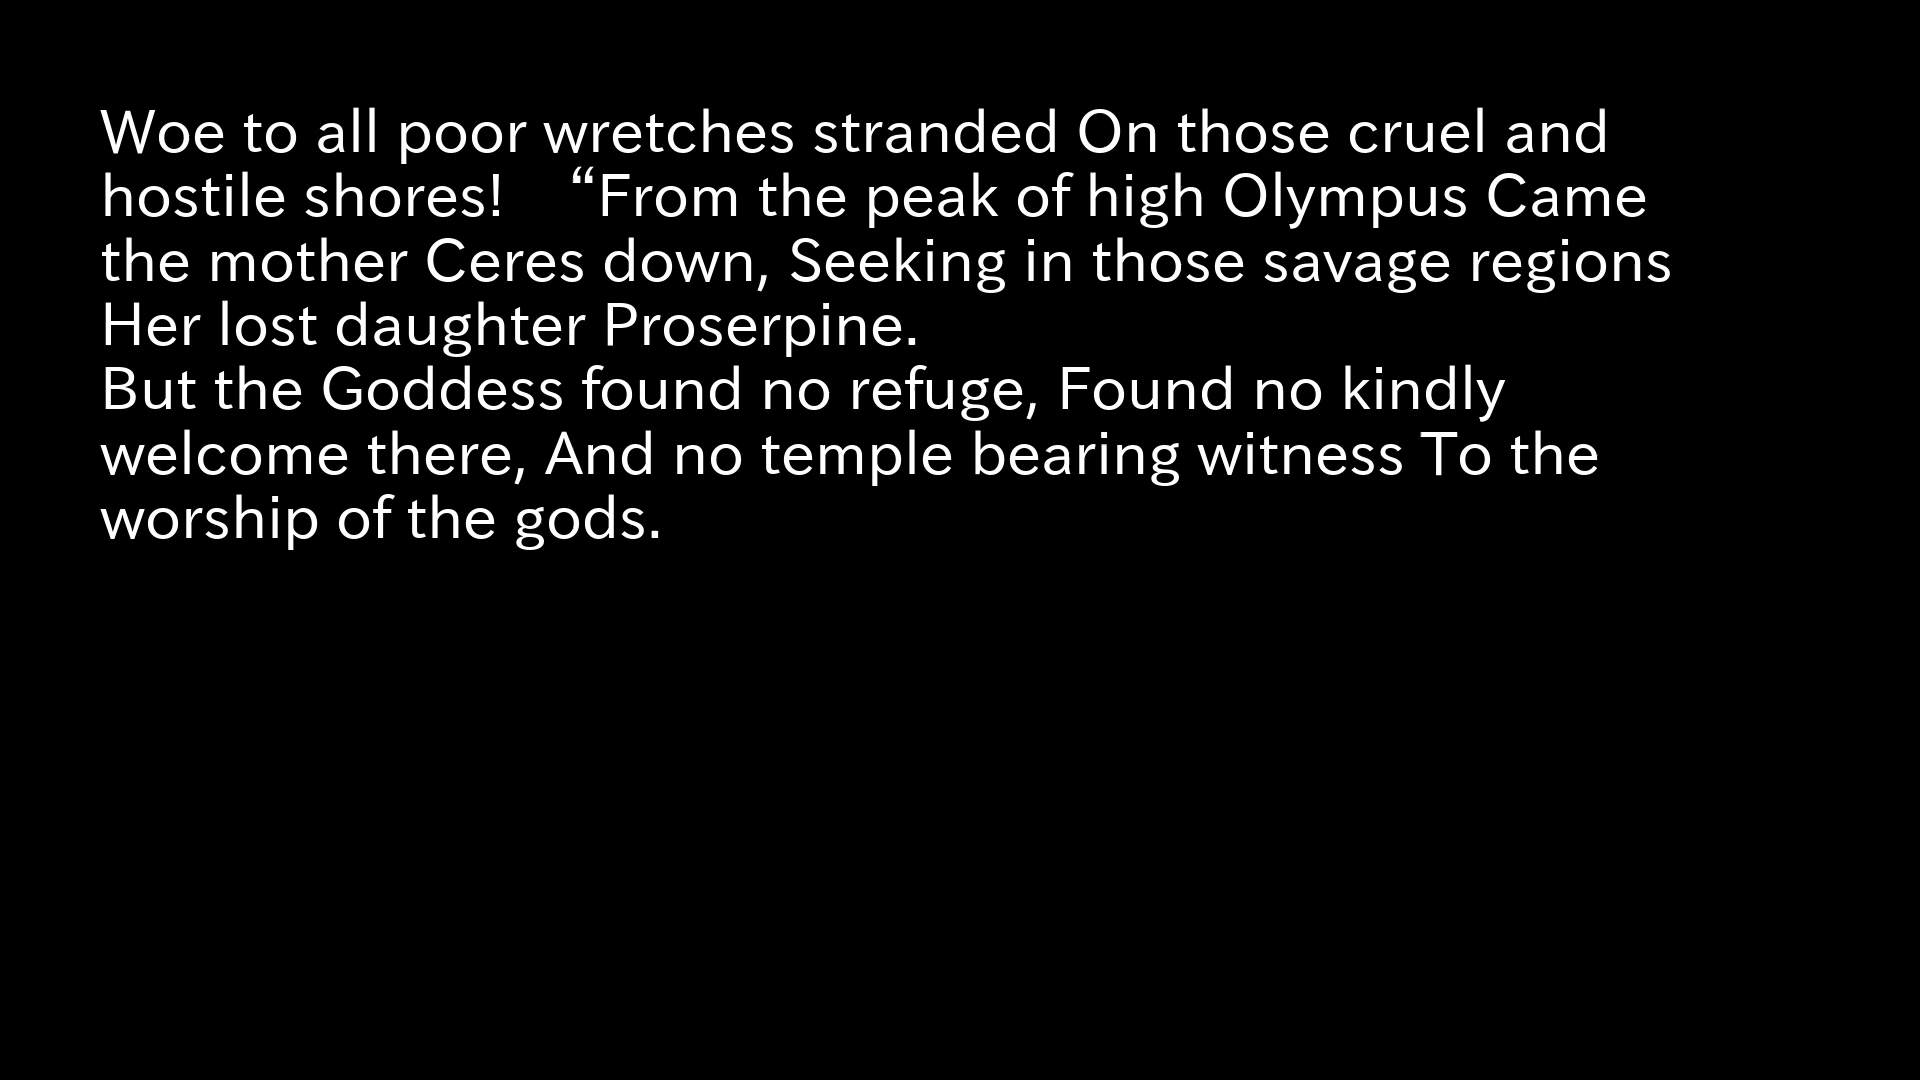 Woe to all poor wretches stranded On those cruel and
hostile shores!    “From the peak of high Olympus Came
the mother Ceres down, Seeking in those savage regions
Her lost daughter Proserpine.
But the Goddess found no refuge, Found no kindly
welcome there, And no temple bearing witness To the
worship of the gods.